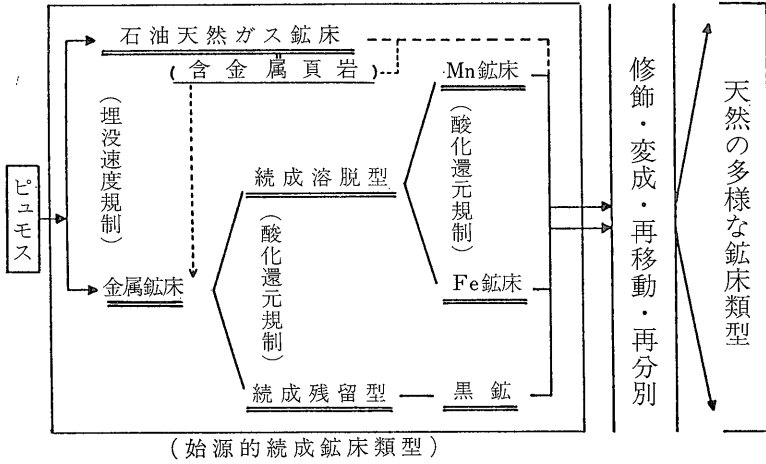 ピュモス
石油天然ガス鉱床
(含金属頁岩)
(埋没速度規制)
金属鉱床
続成溶脱型
(酸化還元規制)
続成残留型
Mn鉱床
(酸化還元規制)
Fe鉱床
黒鉱
修飾・変成・再移動・再分別
天然の多様な鉱床類型
(始源的続成鉱床類型)